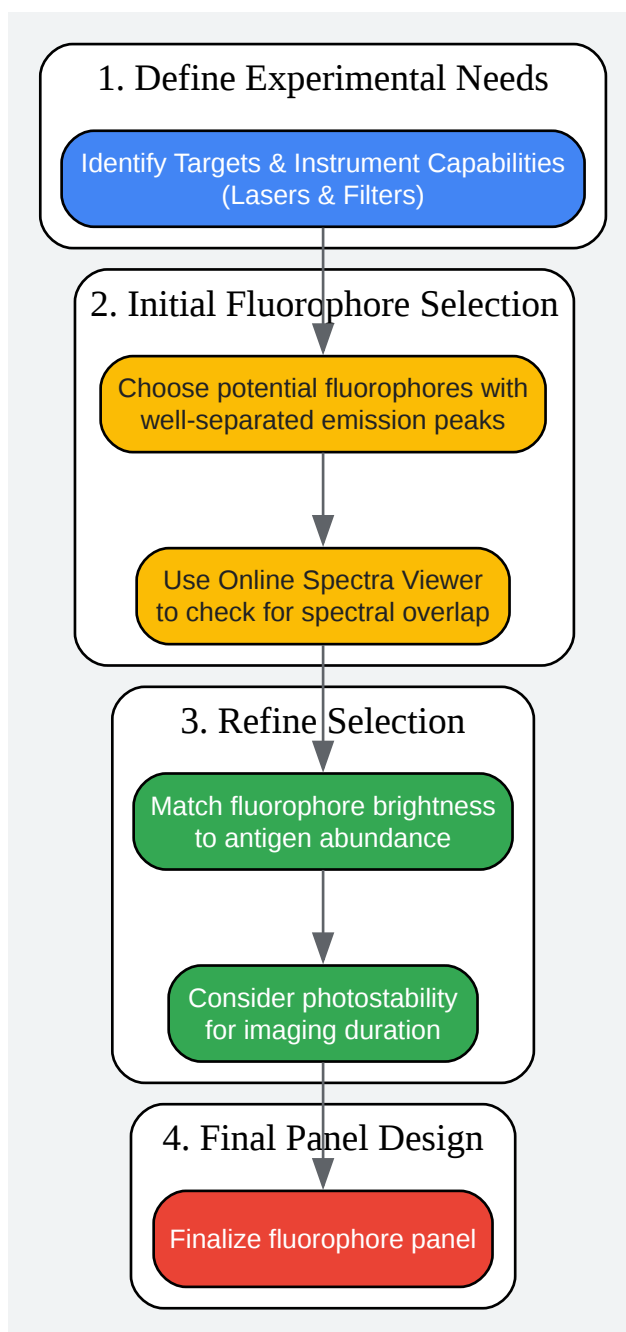 1. Define Experimental Needs
Identify Targets & Instrument Capabilities
(Lasers & Filters)
2. Initial Fluorophore Selection
Choose potential fluorophores with
well-separated emission peaks
Use Online Spectra Viewer
to check for spectral overlap
3. Refine Selection
Match fluorophore brightness
to antigen abundance
Consider photostability
for imaging duration
4. Final Panel Design
Finalize fluorophore panel